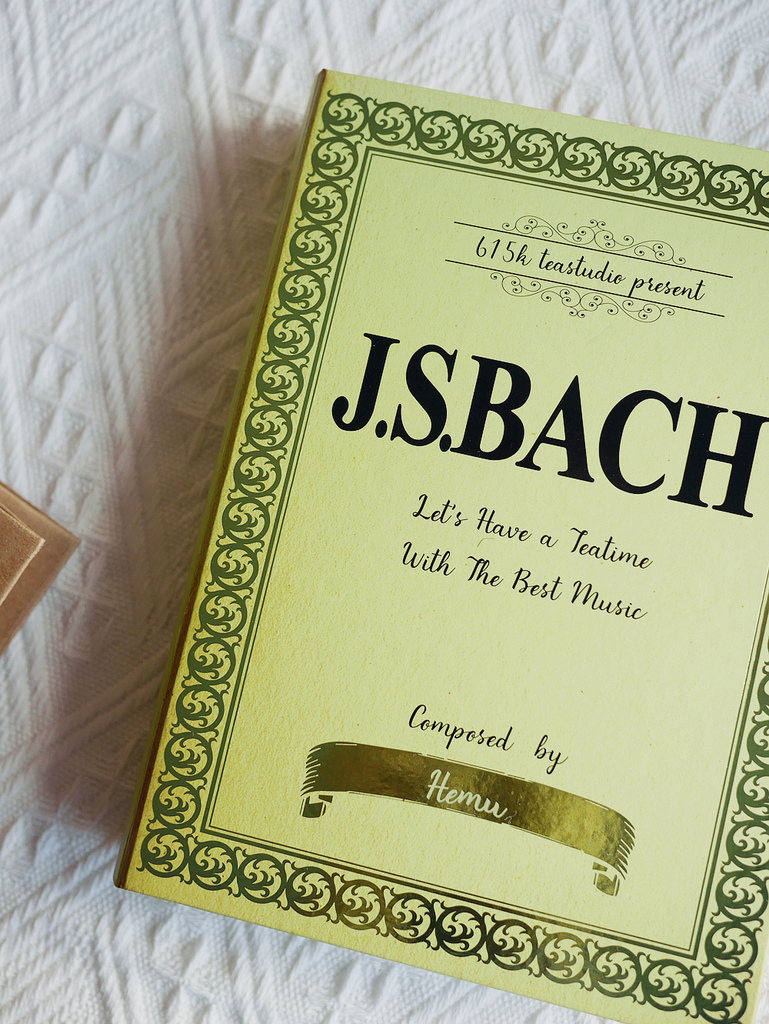 615k teastudio present
J.S.BACH
Let's Have a Teatime
With The Best Music
Composed by
Hemu